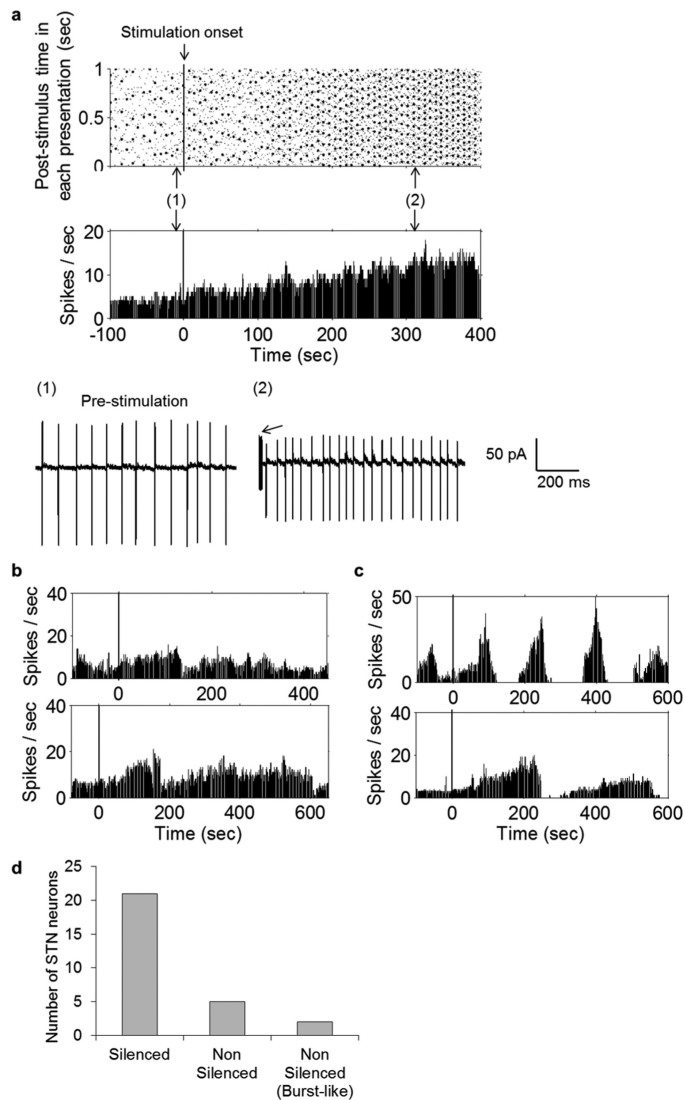 a
Stimulation onset
Post-stimulus time in
each presentation (sec)
1
0.5
0
(1)
(2)
Spikes / sec
20
10
0
-100
0
100
200
300
400
Time (sec)
(1)
(2)
Pre-stimulation
50 pA
200 ms
b
c
Spikes / sec
40
20
0
0
200
400
Spikes / sec
50
0
0
200
400
600
Spikes / sec
40
20
0
0
200
400
600
Time (sec)
Spikes / sec
40
20
0
0
200
400
600
Time (sec)
d
Number of STN neurons
25
20
15
10
5
0
Silenced
Non
Silenced
Non
Silenced
(Burst-like)